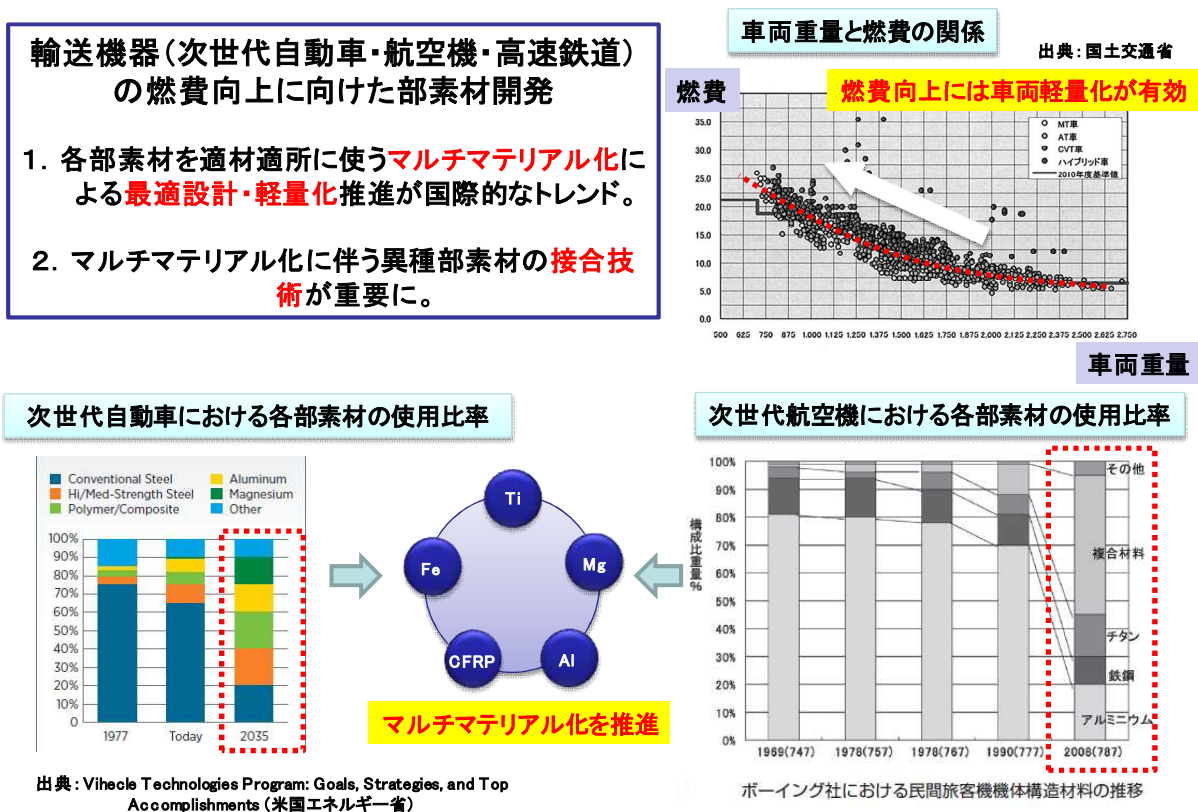 輸送機器(次世代自動車・航空機・高速鉄道)
の燃費向上に向けた部素材開発
1. 各部素材を適材適所に使うマルチマテリアル化に
よる最適設計・軽量化推進が国際的なトレンド。
2. マルチマテリアル化に伴う異種部素材の接合技
術が重要に。
車両重量と燃費の関係
出典:国土交通省
燃費
燃費向上には車両軽量化が有効
MT車
AT車
CVT車
ハイブリッド車
2010年度基準値
35.0
30.0
25.0
20.0
15.0
10.0
5.0
0.0
500 625 750 875 1,000 1,125 1,250 1,375 1,500 1,625 1,750 1,875 2,000 2,125 2,250 2,375 2,500 2,625 2,750
車両重量
次世代自動車における各部素材の使用比率
Conventional Steel
Hi/Med-Strength Steel
Polymer/Composite
Aluminum
Magnesium
Other
100%
90%
80%
70%
60%
50%
40%
30%
20%
10%
0
1977 Today 2035
出典:Vihecle Technologies Program: Goals, Strategies, and Top
Accomplishments (米国エネルギー省)
Ti
Fe
Mg
CFRP
Al
マルチマテリアル化を推進
次世代航空機における各部素材の使用比率
構成比重量%
100%
90%
80%
70%
60%
50%
40%
30%
20%
10%
0%
その他
複合材料
チタン
鉄鋼
アルミニウム
1969(747) 1978(757) 1978(767) 1990(777) 2008(787)
ボーイング社における民間旅客機機体構造材料の推移